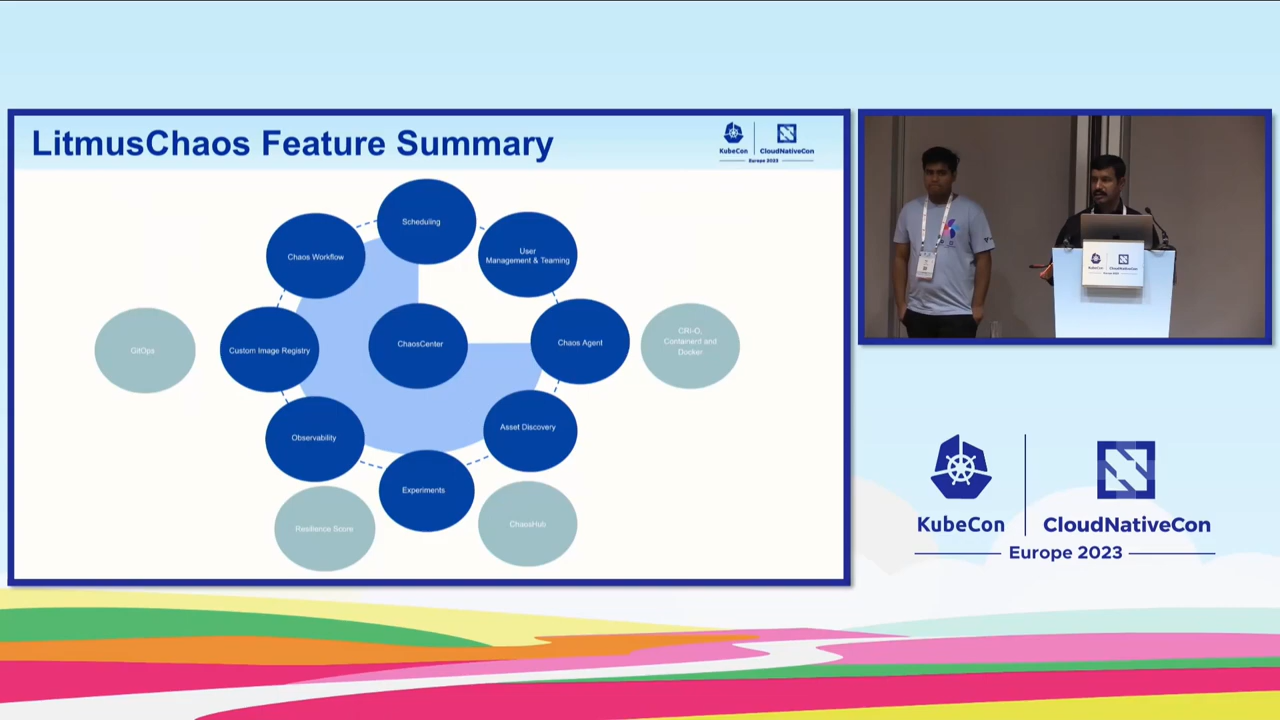 LitmusChaos Feature Summary
KubeCon
CloudNativeCon
Europe 2023
Scheduling
Chaos Workflow
User
Management & Teaming
GitOps
Custom Image Registry
ChaosCenter
Chaos Agent
CRI-O,
Containerd and
Docker
Observability
Asset Discovery
Experiments
Resilience Score
ChaosHub
KubeCon
CloudNativeCon
Europe 2023